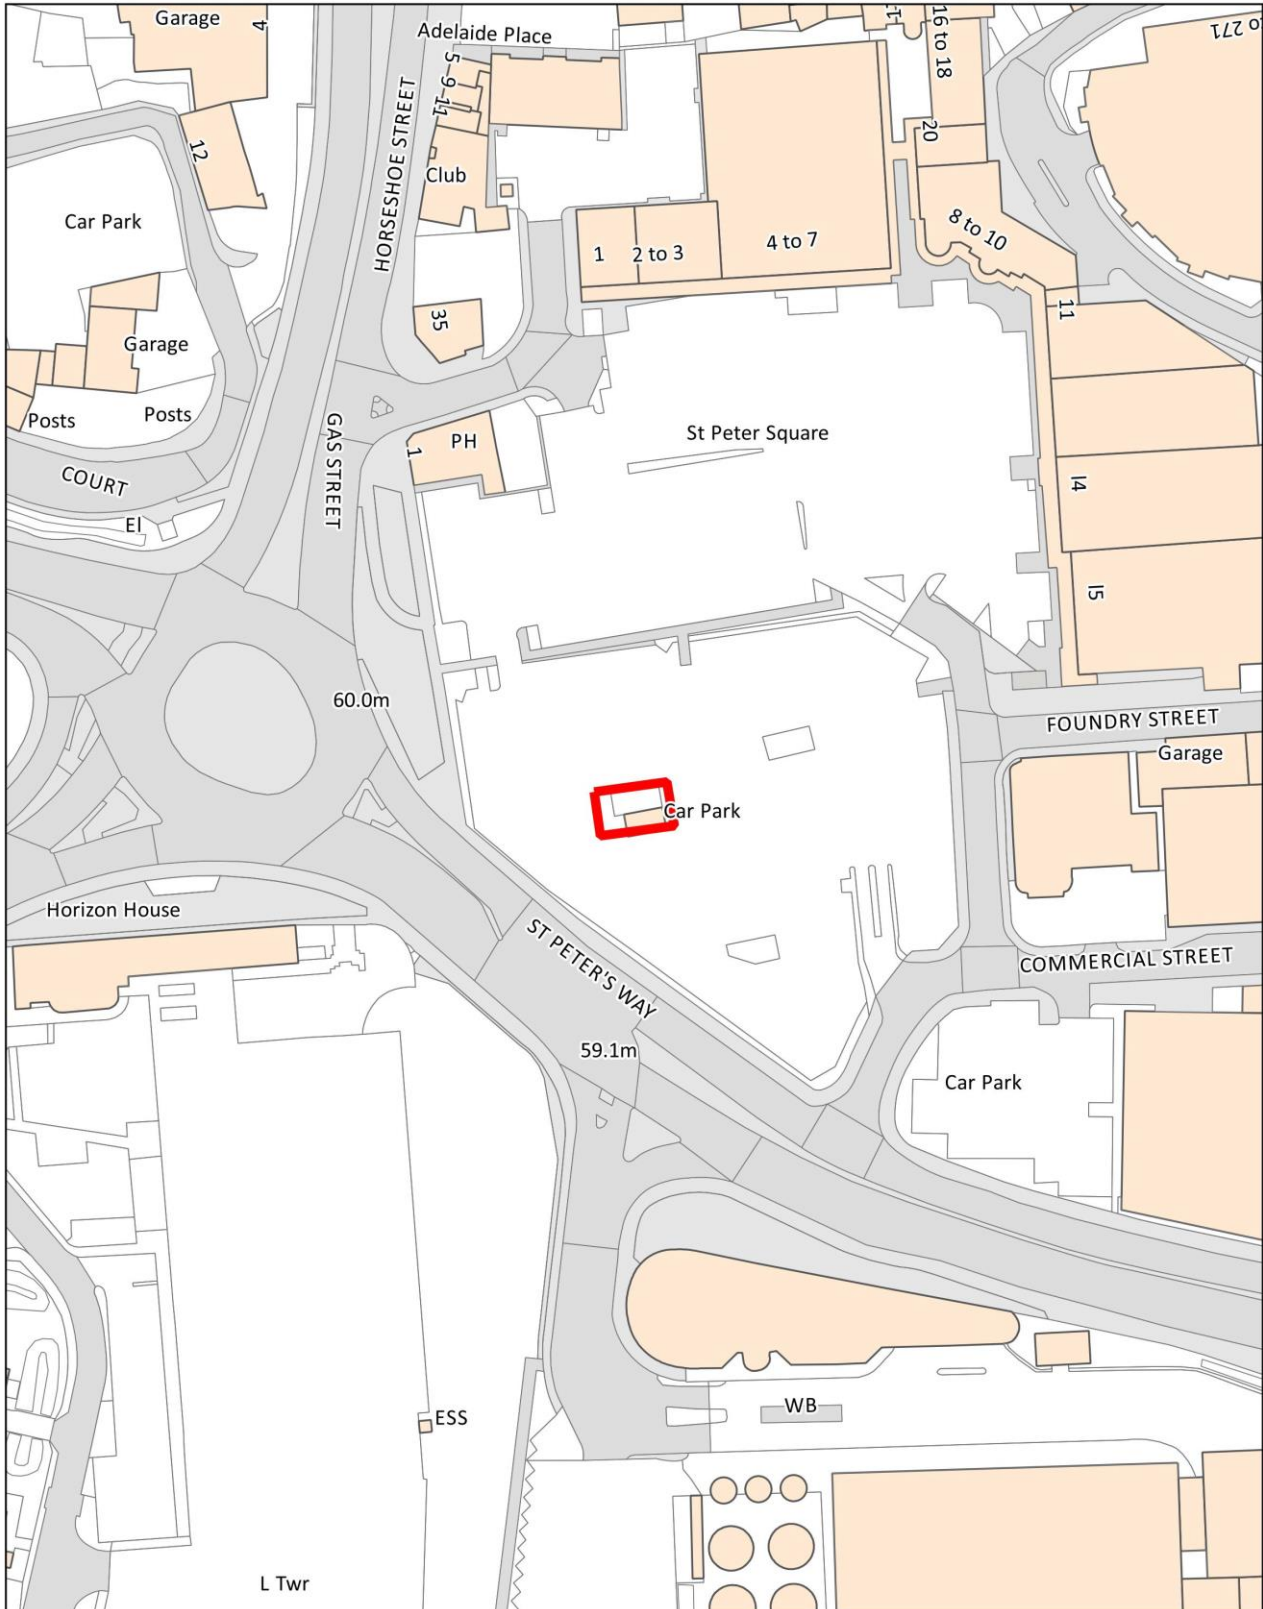 Garage
4
Adelaide Place
16 to 18
to 271
5
9
11
HORSESHOE STREET
12
20
Club
Car Park
8 to 10
1
2 to 3
4 to 7
35
11
Garage
Posts
Posts
St Peter Square
PH
1
GAS STREET
COURT
El
14
15
60.0m
FOUNDRY STREET
Garage
Car Park
Horizon House
ST PETER'S WAY
COMMERCIAL STREET
59.1m
Car Park
WB
ESS
L Twr